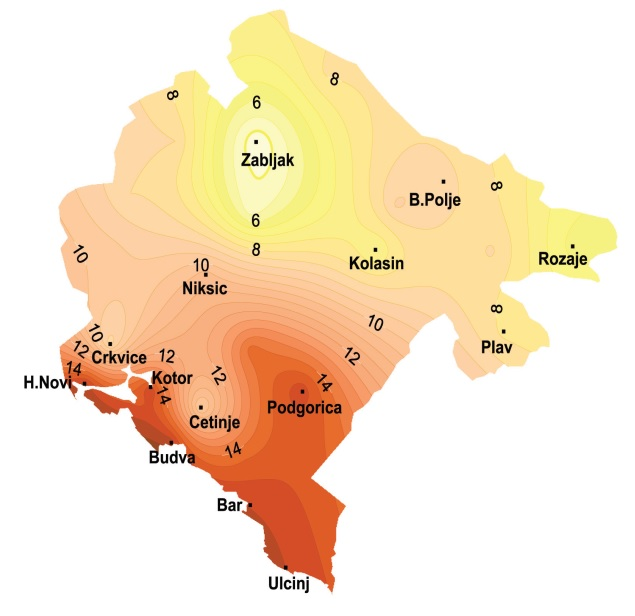 8
8
6
Zabljak
8
B.Polje
6
8
10
Kolasin
Rozaje
10
Niksic
8
10
10
12
Crkvice
12
12
Plav
14
H.Novi
Kotor
12
14
14
Podgorica
Cetinje
14
Budva
Bar
Ulcinj